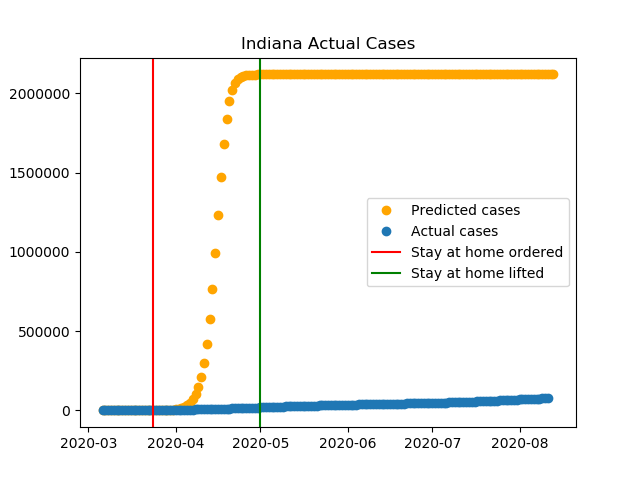 Indiana Actual Cases
2000000
1500000
1000000
500000
0
Predicted cases
Actual cases
Stay at home ordered
Stay at home lifted
2020-03 2020-04 2020-05 2020-06 2020-07 2020-08